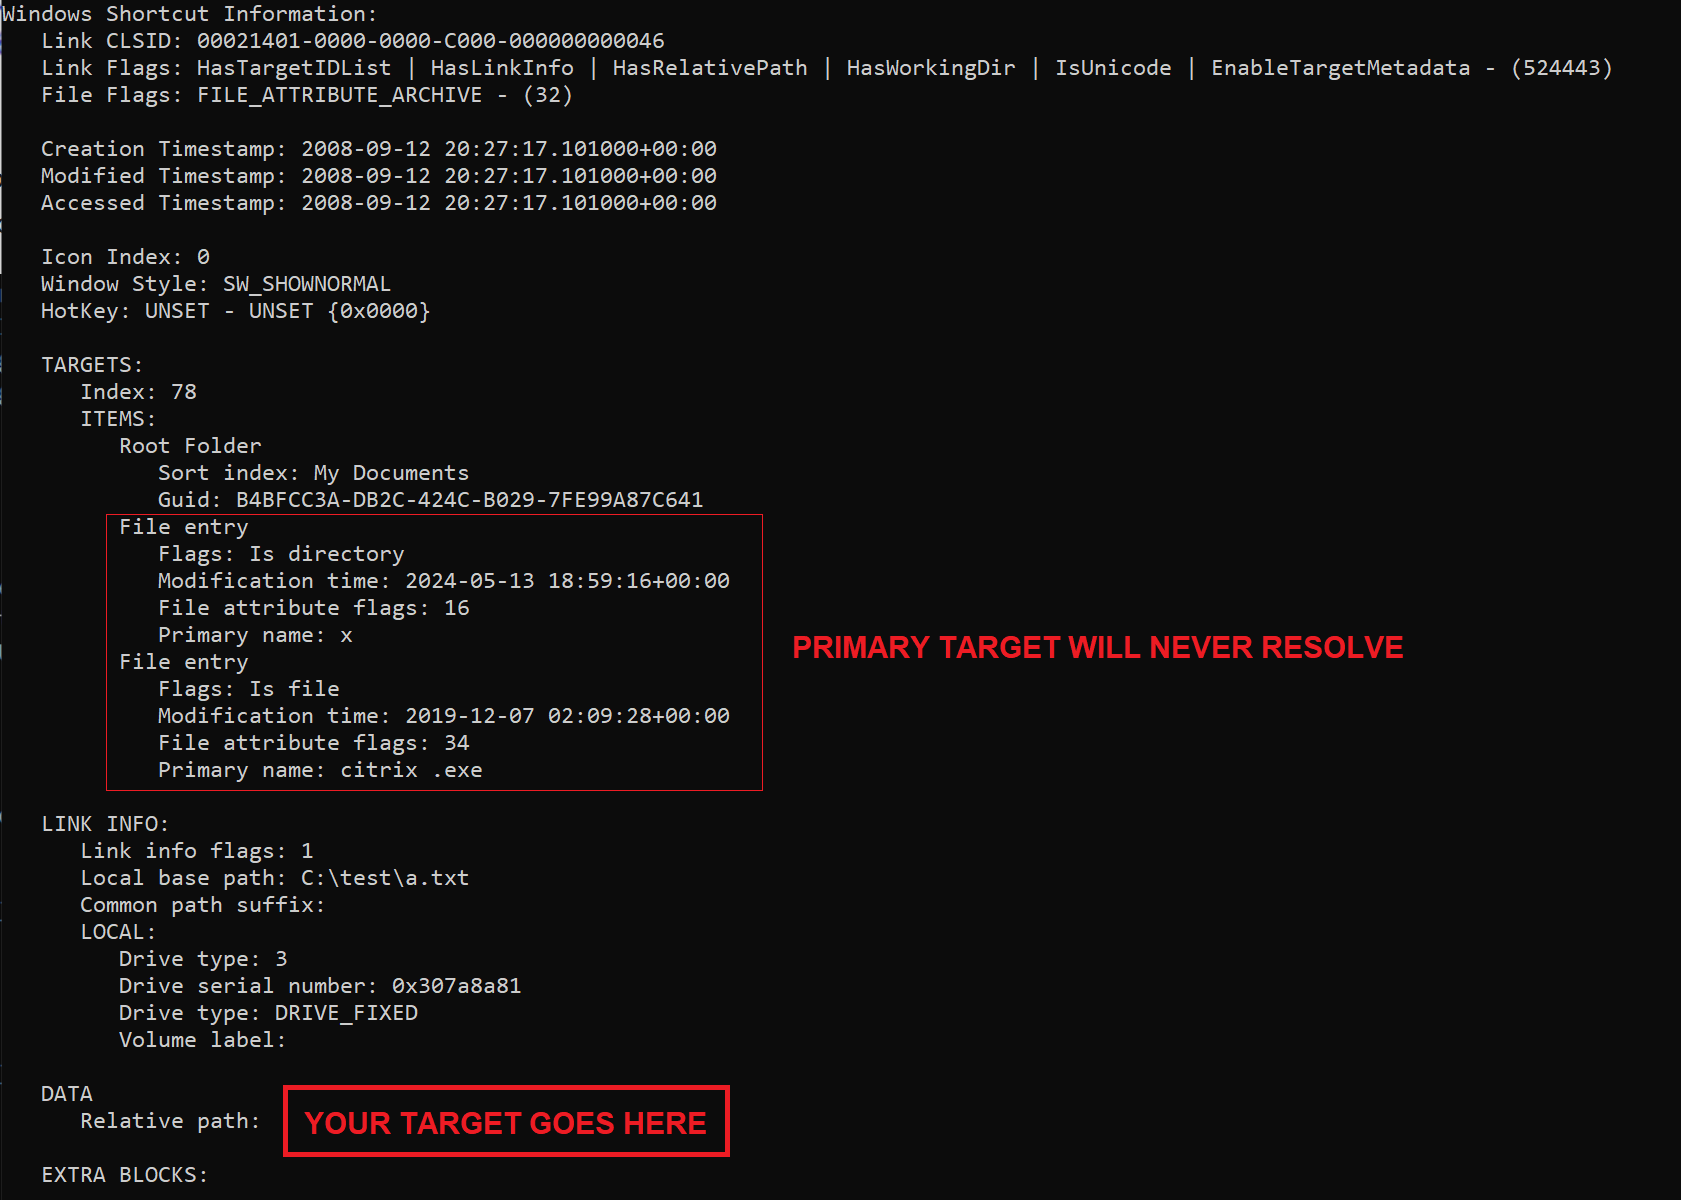 Windows Shortcut Information:
Link CLSID: 00021401-0000-0000-C000-000000000046
Link Flags: HasTargetIDList | HasLinkInfo | HasRelativePath | HasWorkingDir | IsUnicode | EnableTargetMetadata - (524443)
File Flags: FILE_ATTRIBUTE_ARCHIVE - (32)
Creation Timestamp: 2008-09-12 20:27:17.101000+00:00
Modified Timestamp: 2008-09-12 20:27:17.101000+00:00
Accessed Timestamp: 2008-09-12 20:27:17.101000+00:00
Icon Index: 0
Window Style: SW_SHOWNORMAL
HotKey: UNSET - UNSET {0x0000}
TARGETS:
Index: 78
ITEMS:
Root Folder
Sort index: My Documents
Guid: B4BFCC3A-DB2C-424C-B029-7FE99A87C641
File entry
Flags: Is directory
Modification time: 2024-05-13 18:59:16+00:00
File attribute flags: 16
Primary name: x
File entry
Flags: Is file
Modification time: 2019-12-07 02:09:28+00:00
File attribute flags: 34
Primary name: citrix .exe
PRIMARY TARGET WILL NEVER RESOLVE
LINK INFO:
Link info flags: 1
Local base path: C:\test\a.txt
Common path suffix:
LOCAL:
Drive type: 3
Drive serial number: 0x307a8a81
Drive type: DRIVE_FIXED
Volume label:
DATA
Relative path: YOUR TARGET GOES HERE
EXTRA BLOCKS: